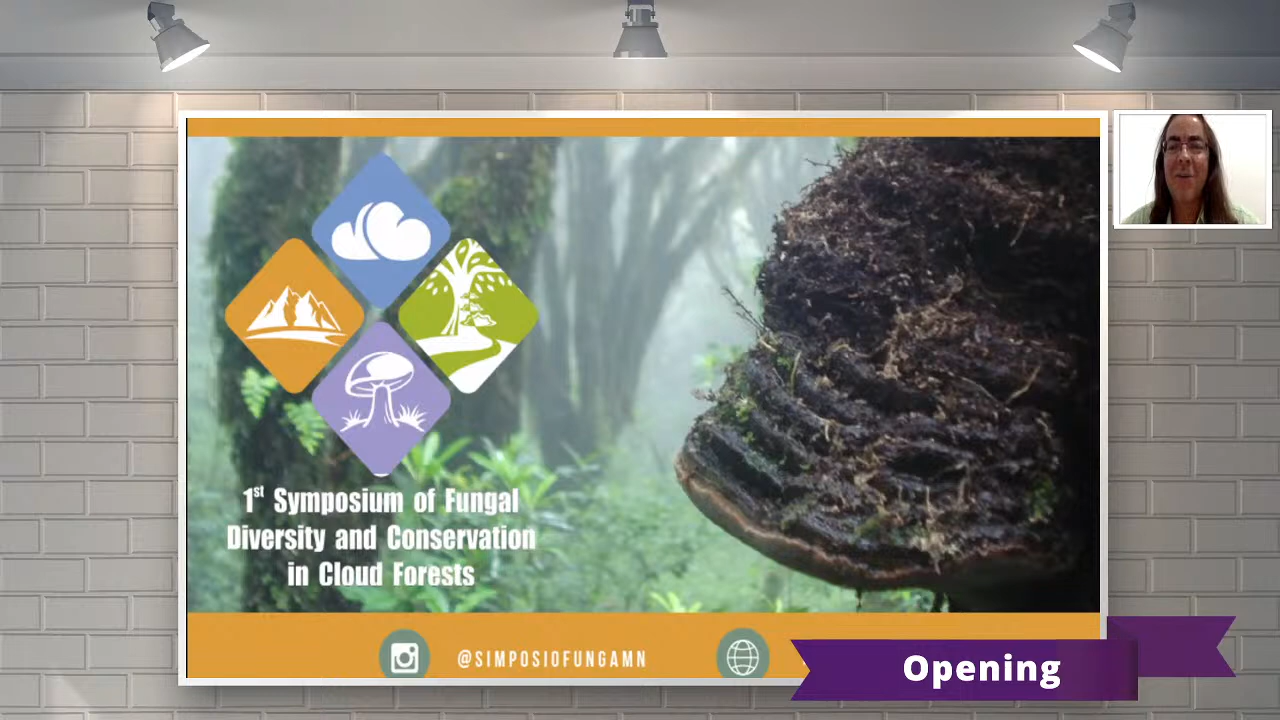 1st Symposium of Fungal
Diversity and Conservation
in Cloud Forests
@SIMPOSIOFUNGAMN
Opening